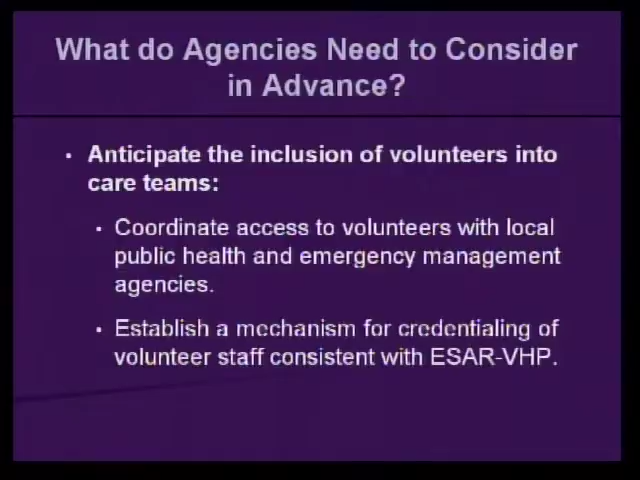 What do Agencies Need to Consider
in Advance?
• Anticipate the inclusion of volunteers into
care teams:
• Coordinate access to volunteers with local
public health and emergency management
agencies.
• Establish a mechanism for credentialing of
volunteer staff consistent with ESAR-VHP.